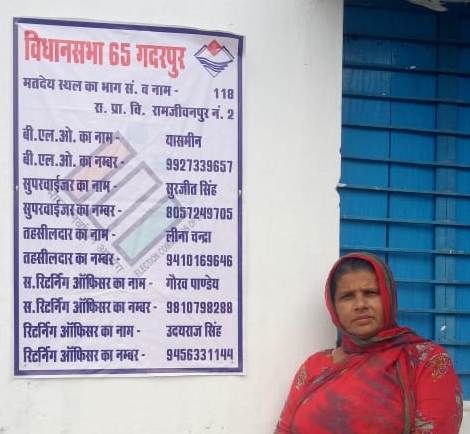 विधानसभा 65 गदरपुर
मतदेय स्थल का भाग सं. व नाम - 118
रा. प्रा. वि. रामजीवनपुर नं. 2
बी.एल.ओ. का नाम - यासमीन
बी.एल.ओ. का नम्बर - 9927339657
सुपरवाईजर का नाम - सुरजीत सिंह
सुपरवाईजर का नम्बर - 8057249705
तहसीलदार का नाम - लीना चन्द्रा
तहसीलदार का नम्बर - 9410169646
स.रिटर्निंग ऑफिसर का नाम - गौरव पाण्डेय
स.रिटर्निंग ऑफिसर का नम्बर - 9810798288
रिटर्निंग ऑफिसर का नाम - उदयराज सिंह
रिटर्निंग ऑफिसर का नम्बर - 9456331144